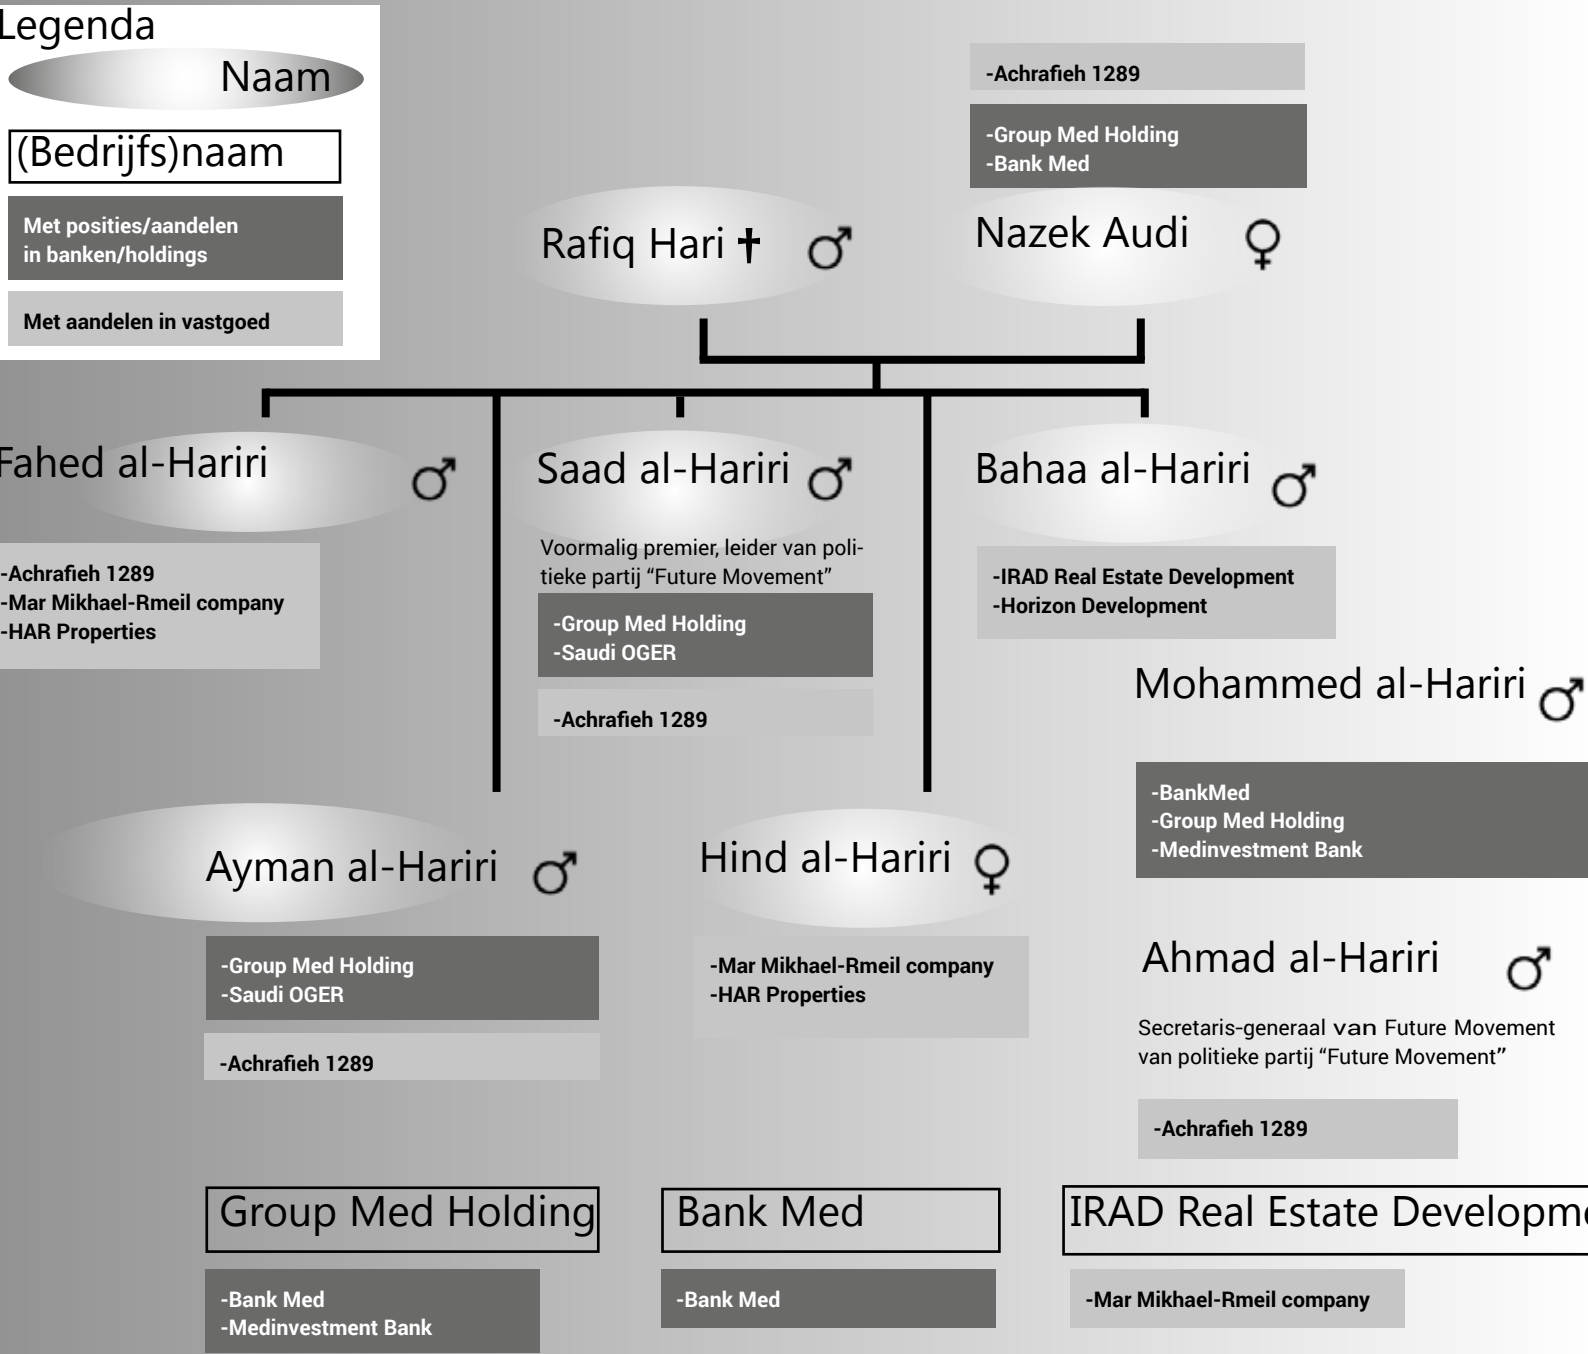 Legenda
Naam
(Bedrijfs)naam
Met posities/aandelen
in banken/holdings
Met aandelen in vastgoed
-Achrafieh 1289
-Group Med Holding
-Bank Med
Rafiq Hari †
Nazek Audi
Fahed al-Hariri
-Achrafieh 1289
-Mar Mikhael-Rmeil company
-HAR Properties
Saad al-Hariri
Voormalig premier, leider van poli-
tieke partij “Future Movement”
-Group Med Holding
-Saudi OGER
-Achrafieh 1289
Bahaa al-Hariri
-IRAD Real Estate Development
-Horizon Development
Mohammed al-Hariri
-BankMed
-Group Med Holding
-Medinvestment Bank
Ayman al-Hariri
-Group Med Holding
-Saudi OGER
-Achrafieh 1289
Hind al-Hariri
-Mar Mikhael-Rmeil company
-HAR Properties
Ahmad al-Hariri
Secretaris-generaal van Future Movement
van politieke partij “Future Movement”
-Achrafieh 1289
Group Med Holding
-Bank Med
-Medinvestment Bank
Bank Med
-Bank Med
IRAD Real Estate Developme
-Mar Mikhael-Rmeil company